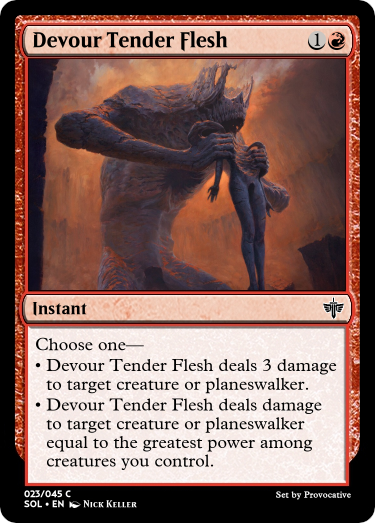 Devour Tender Flesh 1
Instant
Choose one—
• Devour Tender Flesh deals 3 damage
to target creature or planeswalker.
• Devour Tender Flesh deals damage
to target creature or planeswalker
equal to the greatest power among
creatures you control.
023/045 C
SOL • EN Nick Keller
Set by Provocative